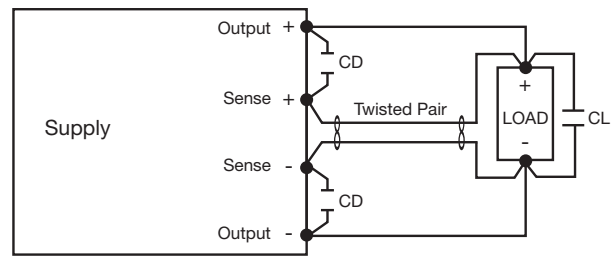 Output +
CD
Sense +
Twisted Pair
+
LOAD
-
CL
Supply
Sense -
CD
Output -